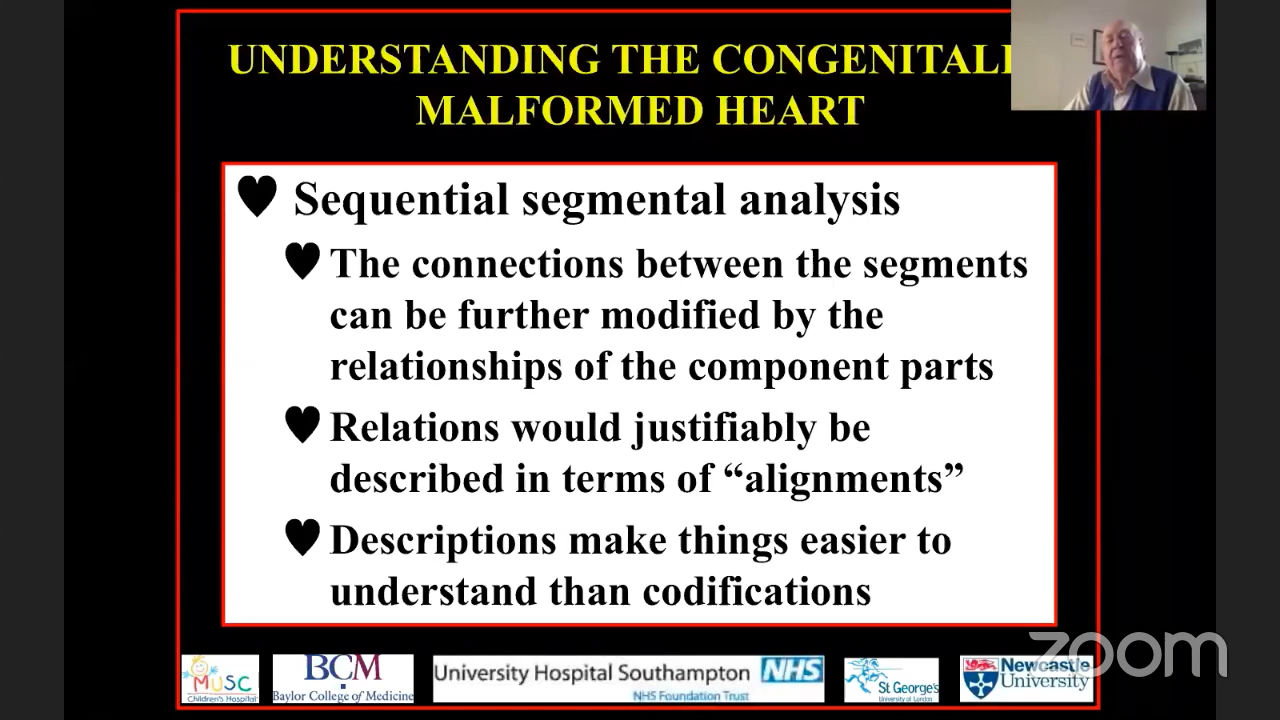 UNDERSTANDING THE CONGENITALL
MALFORMED HEART
Sequential segmental analysis
The connections between the segments
can be further modified by the
relationships of the component parts
Relations would justifiably be
described in terms of “alignments”
Descriptions make things easier to
understand than codifications
zoom
MUSC
Children's Hospital
BCM
Baylor College of Medicine
University Hospital Southampton NHS
NHS Foundation Trust
St George's
University of London
Newcastle
University